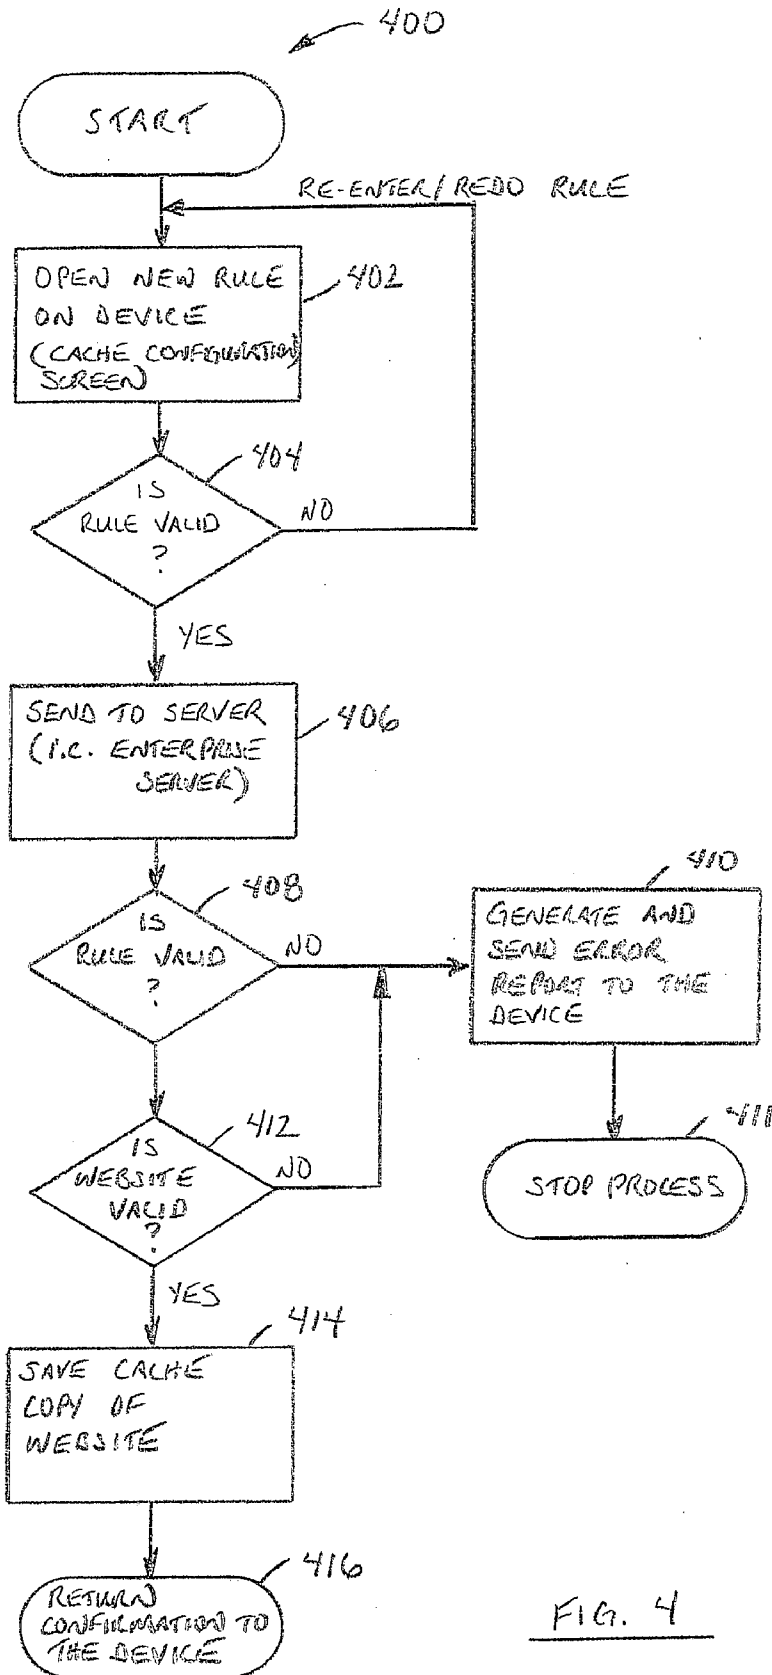 400
START
RE-ENTER/REDO RULE
OPEN NEW RULE
ON DEVICE
(CACHE CONFIGURATION
SCREEN)
402
404
IS
RULE VALID
?
NO
YES
SEND TO SERVER
(i.e. ENTERPRISE
SERVER)
406
408
IS
RULE VALID
?
NO
410
GENERATE AND
SEND ERROR
REPORT TO THE
DEVICE
411
STOP PROCESS
412
IS
WEBSITE
VALID
?
NO
YES
414
SAVE CACHE
COPY OF
WEBSITE
416
RETURN
CONFIRMATION TO
THE DEVICE
FIG. 4